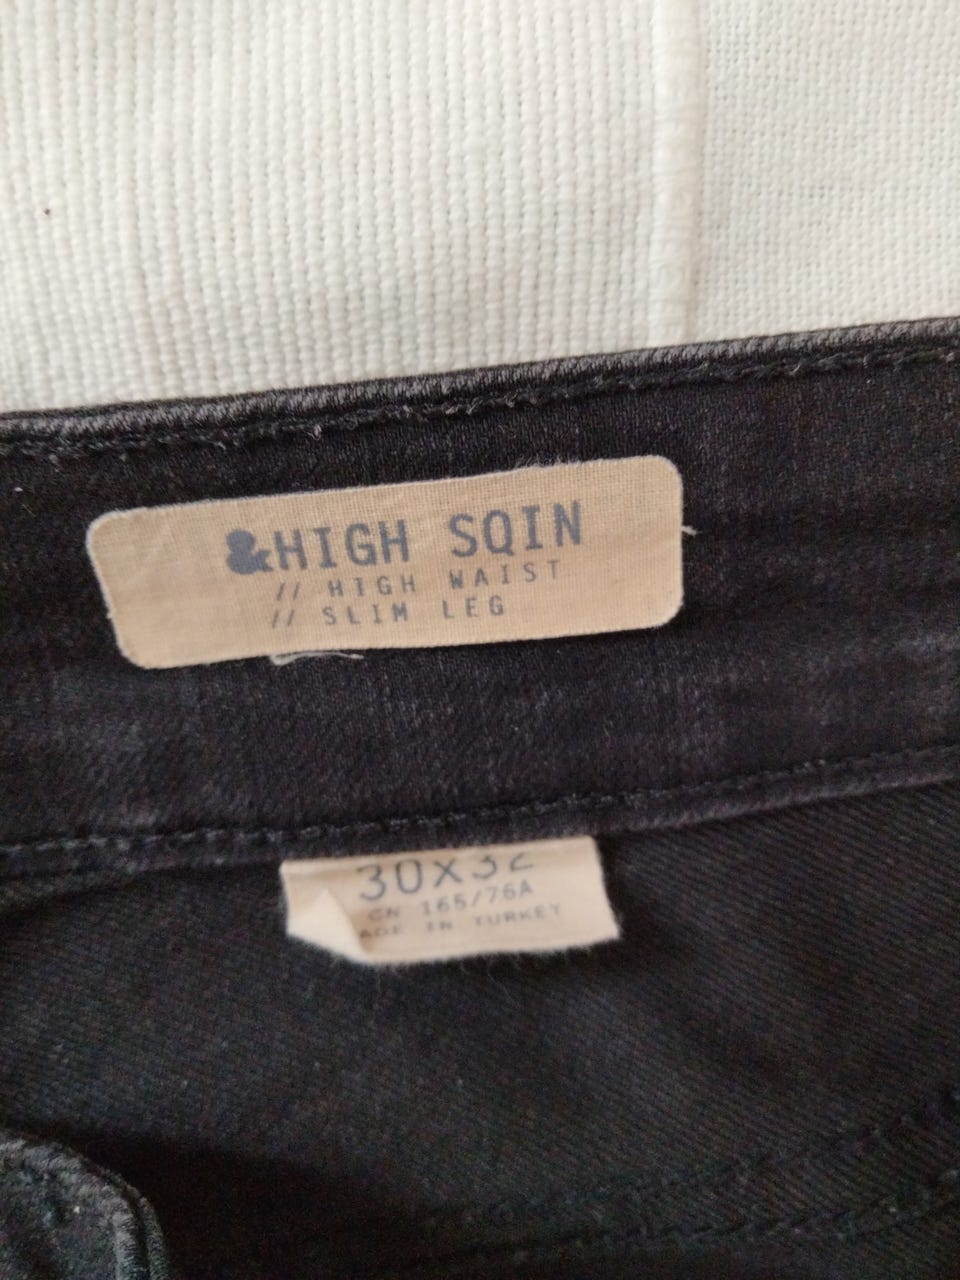 &HIGH SQIN
// HIGH WAIST
// SLIM LEG
30X32
CN 165/76A
ADE IN TURKEY